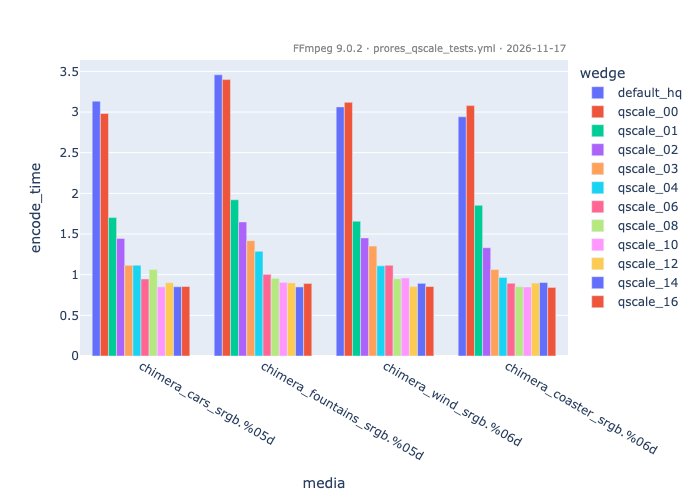 FFmpeg 9.0.2 · prores_qscale_tests.yml · 2026-11-17
encode_time
3.5
3
2.5
2
1.5
1
0.5
0
chimera_cars_srgb.%05d
chimera_fountains_srgb.%05d
chimera_wind_srgb.%06d
chimera_coaster_srgb.%06d
media
wedge
default_hq
qscale_00
qscale_01
qscale_02
qscale_03
qscale_04
qscale_06
qscale_08
qscale_10
qscale_12
qscale_14
qscale_16